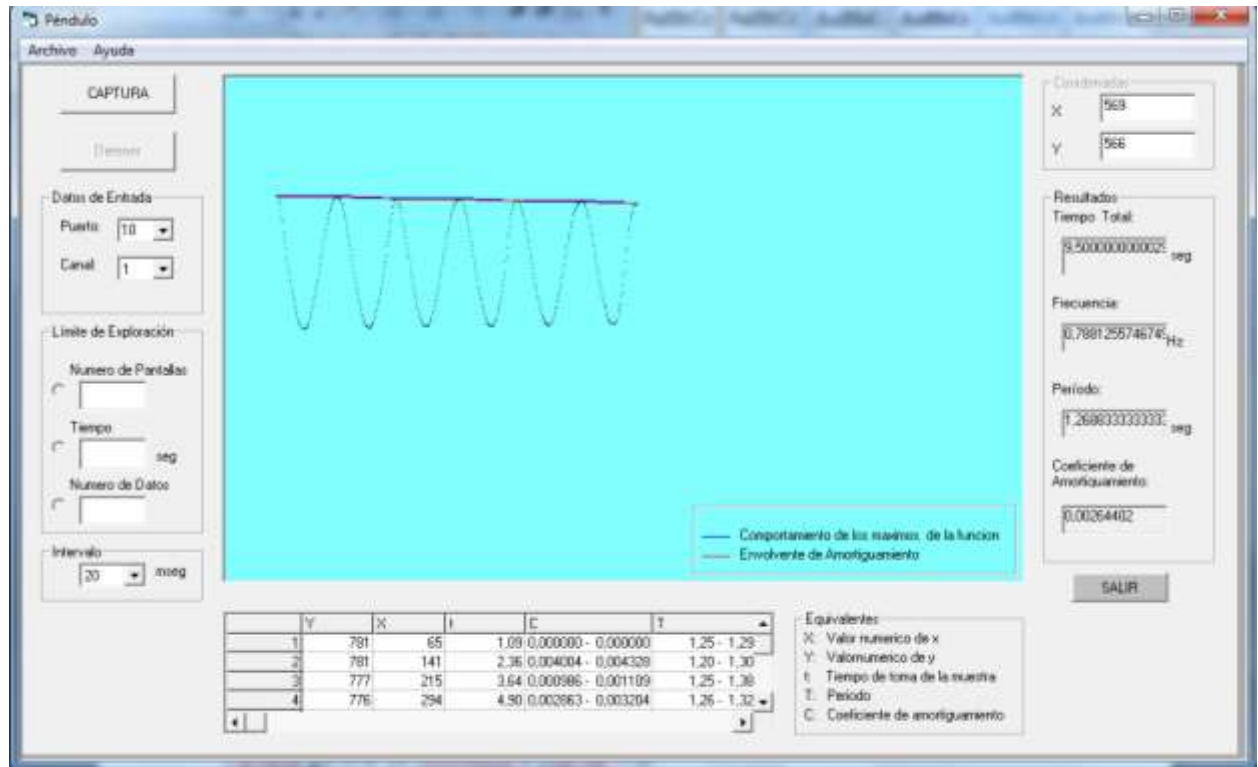 Péndulo
Archivo Ayuda
CAPTURA
Detener
Datos de Entrada
Puerto: 10
Canal: 1
Límite de Exploración
Numero de Pantallas
Tiempo
seg
Numero de Datos
Intervalo
20 mseg
Comportamiento de los maximos de la funcion
Envolvente de Amortiguamiento
Coordenadas
X 569
Y 566
Resultados
Tiempo Total:
seg
Frecuencia:
Hz
Período:
seg
Coeficiente de
Amortiguamiento:
0,00264402
SALIR
Y X t C T
1 781 65 1.09 0,000000 - 0,000000 1,25 - 1,29
2 781 141 2,36 0,004004 - 0,004328 1,20 - 1,30
3 777 215 3,64 0,000986 - 0,001109 1,25 - 1,38
4 776 294 4,90 0,002863 - 0,003204 1,26 - 1,32
Equivalentes
X: Valor numerico de x
Y: Valornumerico de y
t: Tiempo de toma de la muestra
T: Periodo
C: Coeficiente de amortiguamiento